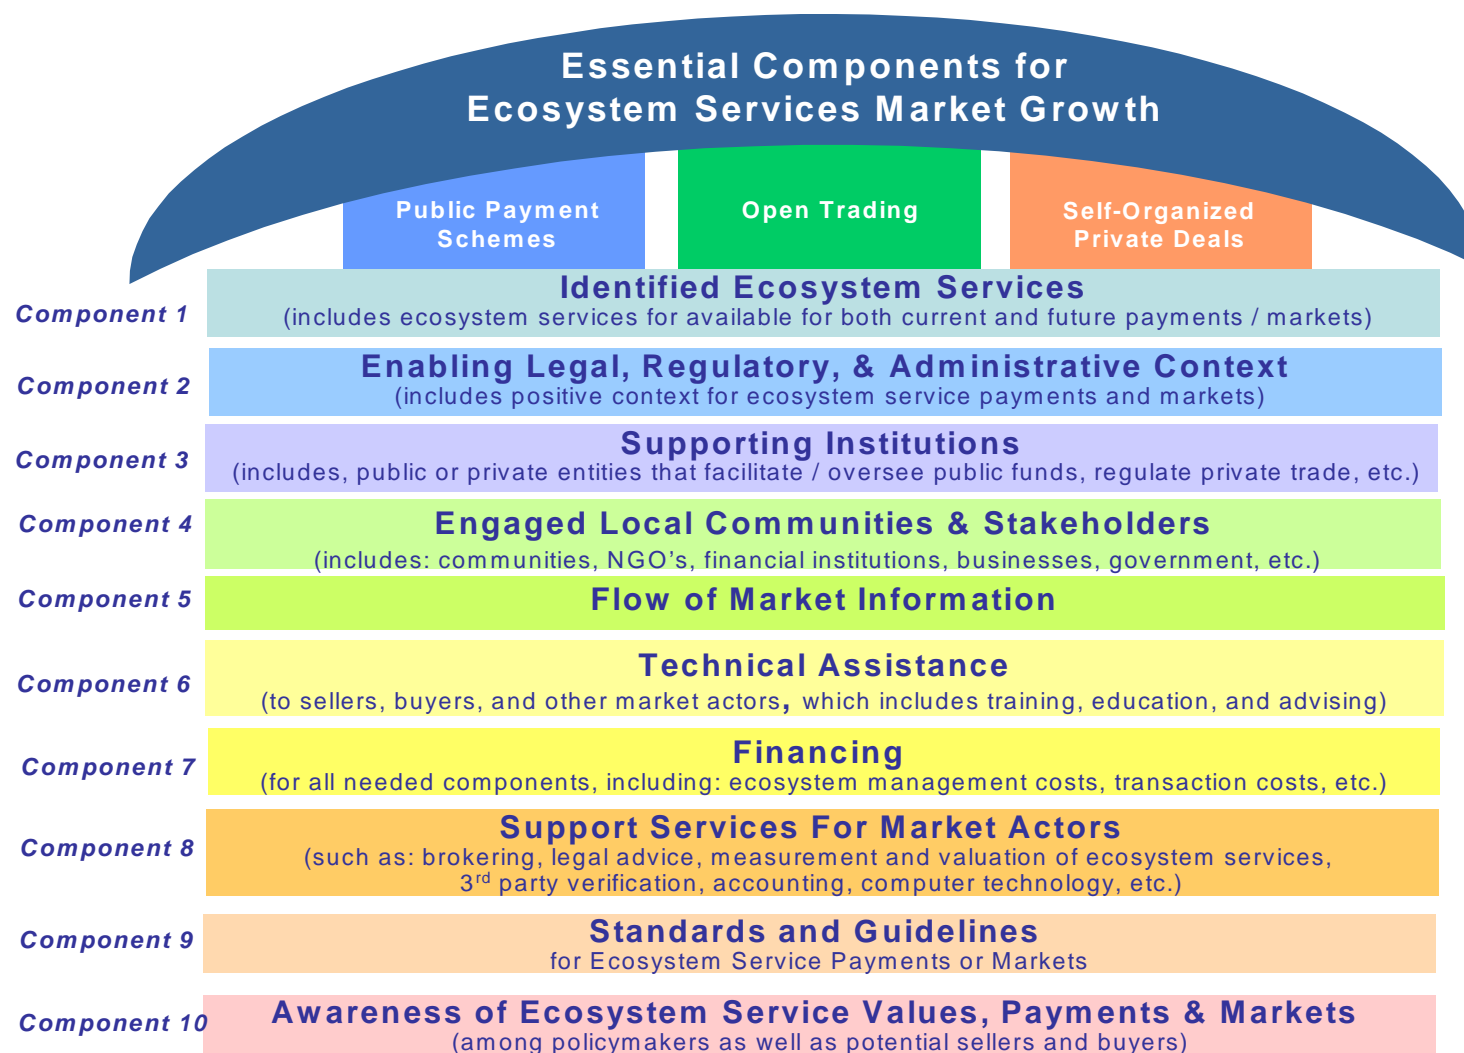 Essential Components for
Ecosystem Services Market Growth
Public Payment
Schemes
Open Trading
Self-Organized
Private Deals
Component 1
Identified Ecosystem Services
(includes ecosystem services for available for both current and future payments / markets)
Component 2
Enabling Legal, Regulatory, & Administrative Context
(includes positive context for ecosystem service payments and markets)
Component 3
Supporting Institutions
(includes, public or private entities that facilitate / oversee public funds, regulate private trade, etc.)
Component 4
Engaged Local Communities & Stakeholders
(includes: communities, NGO’s, financial institutions, businesses, government, etc.)
Component 5
Flow of Market Information
Component 6
Technical Assistance
(to sellers, buyers, and other market actors, which includes training, education, and advising)
Component 7
Financing
(for all needed components, including: ecosystem management costs, transaction costs, etc.)
Component 8
Support Services For Market Actors
(such as: brokering, legal advice, measurement and valuation of ecosystem services,
3rd party verification, accounting, computer technology, etc.)
Component 9
Standards and Guidelines
for Ecosystem Service Payments or Markets
Component 10
Awareness of Ecosystem Service Values, Payments & Markets
(among policymakers as well as potential sellers and buyers)